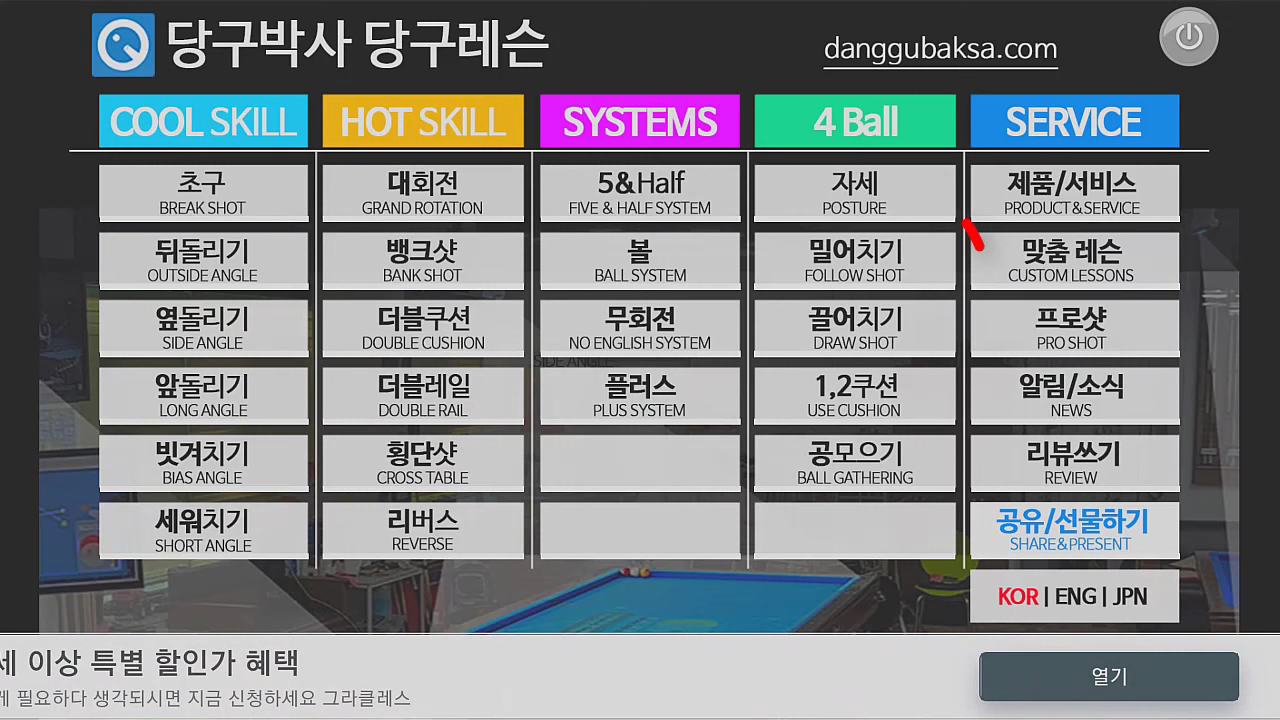 당구박사 당구레슨
danggubaksa.com
COOL SKILL
HOT SKILL
SYSTEMS
4 Ball
SERVICE
초구
BREAK SHOT
대회전
GRAND ROTATION
5&Half
FIVE & HALF SYSTEM
자세
POSTURE
제품/서비스
PRODUCT&SERVICE
뒤돌리기
OUTSIDE ANGLE
뱅크샷
BANK SHOT
볼
BALL SYSTEM
밀어치기
FOLLOW SHOT
맞춤 레슨
CUSTOM LESSONS
옆돌리기
SIDE ANGLE
더블쿠션
DOUBLE CUSHION
무회전
NO ENGLISH SYSTEM
SIDE ANGLE
끌어치기
DRAW SHOT
프로샷
PRO SHOT
앞돌리기
LONG ANGLE
더블레일
DOUBLE RAIL
플러스
PLUS SYSTEM
1,2쿠션
USE CUSHION
알림/소식
NEWS
빗겨치기
BIAS ANGLE
횡단샷
CROSS TABLE
공모으기
BALL GATHERING
리뷰쓰기
REVIEW
세워치기
SHORT ANGLE
리버스
REVERSE
공유/선물하기
SHARE&PRESENT
KOR | ENG | JPN
세 이상 특별 할인가 혜택
게 필요하다 생각되시면 지금 신청하세요 그라클레스
열기